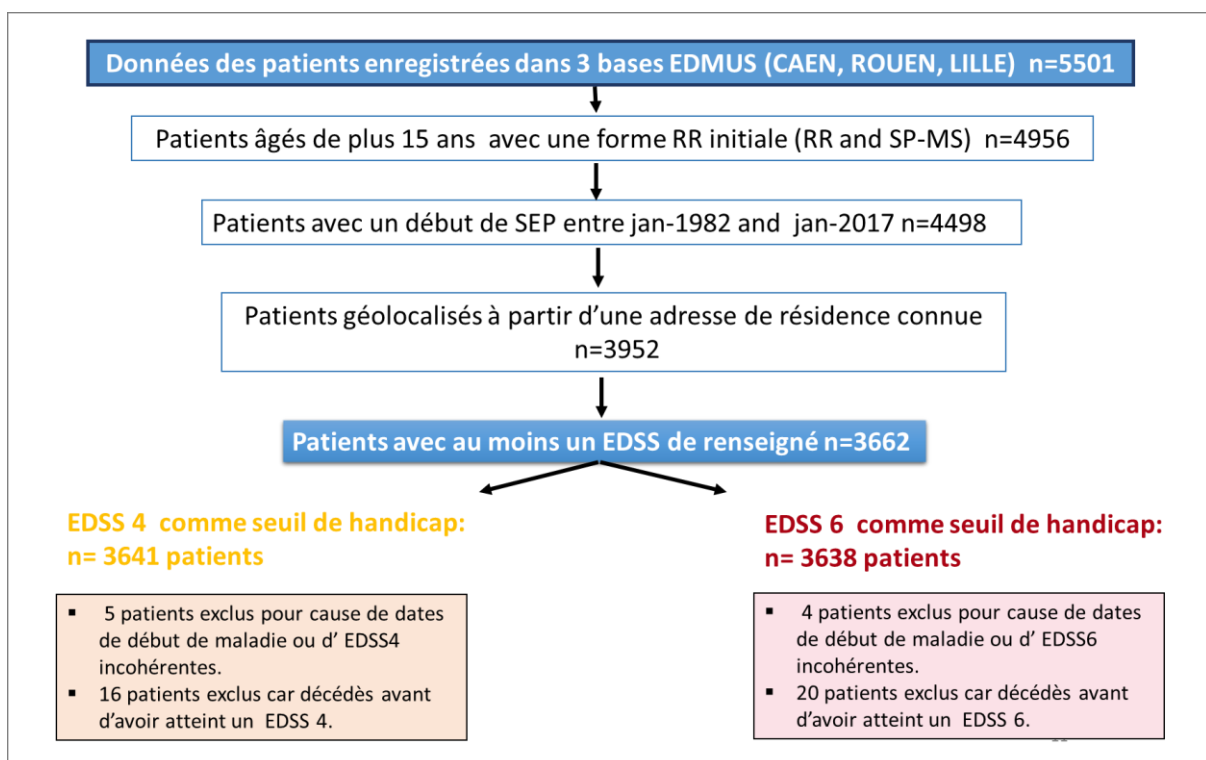 Données des patients enregistrées dans 3 bases EDMUS (CAEN, ROUEN, LILLE) n=5501
Patients âgés de plus 15 ans avec une forme RR initiale (RR and SP-MS) n=4956
Patients avec un début de SEP entre jan-1982 and jan-2017 n=4498
Patients géolocalisés à partir d'une adresse de résidence connue
n=3952
Patients avec au moins un EDSS de renseigné n=3662
EDSS 4 comme seuil de handicap:
n= 3641 patients
▪ 5 patients exclus pour cause de dates
de début de maladie ou d' EDSS4
incohérentes.
▪ 16 patients exclus car décédès avant
d'avoir atteint un EDSS 4.
EDSS 6 comme seuil de handicap:
n= 3638 patients
▪ 4 patients exclus pour cause de dates
de début de maladie ou d' EDSS6
incohérentes.
▪ 20 patients exclus car décédès avant
d'avoir atteint un EDSS 6.